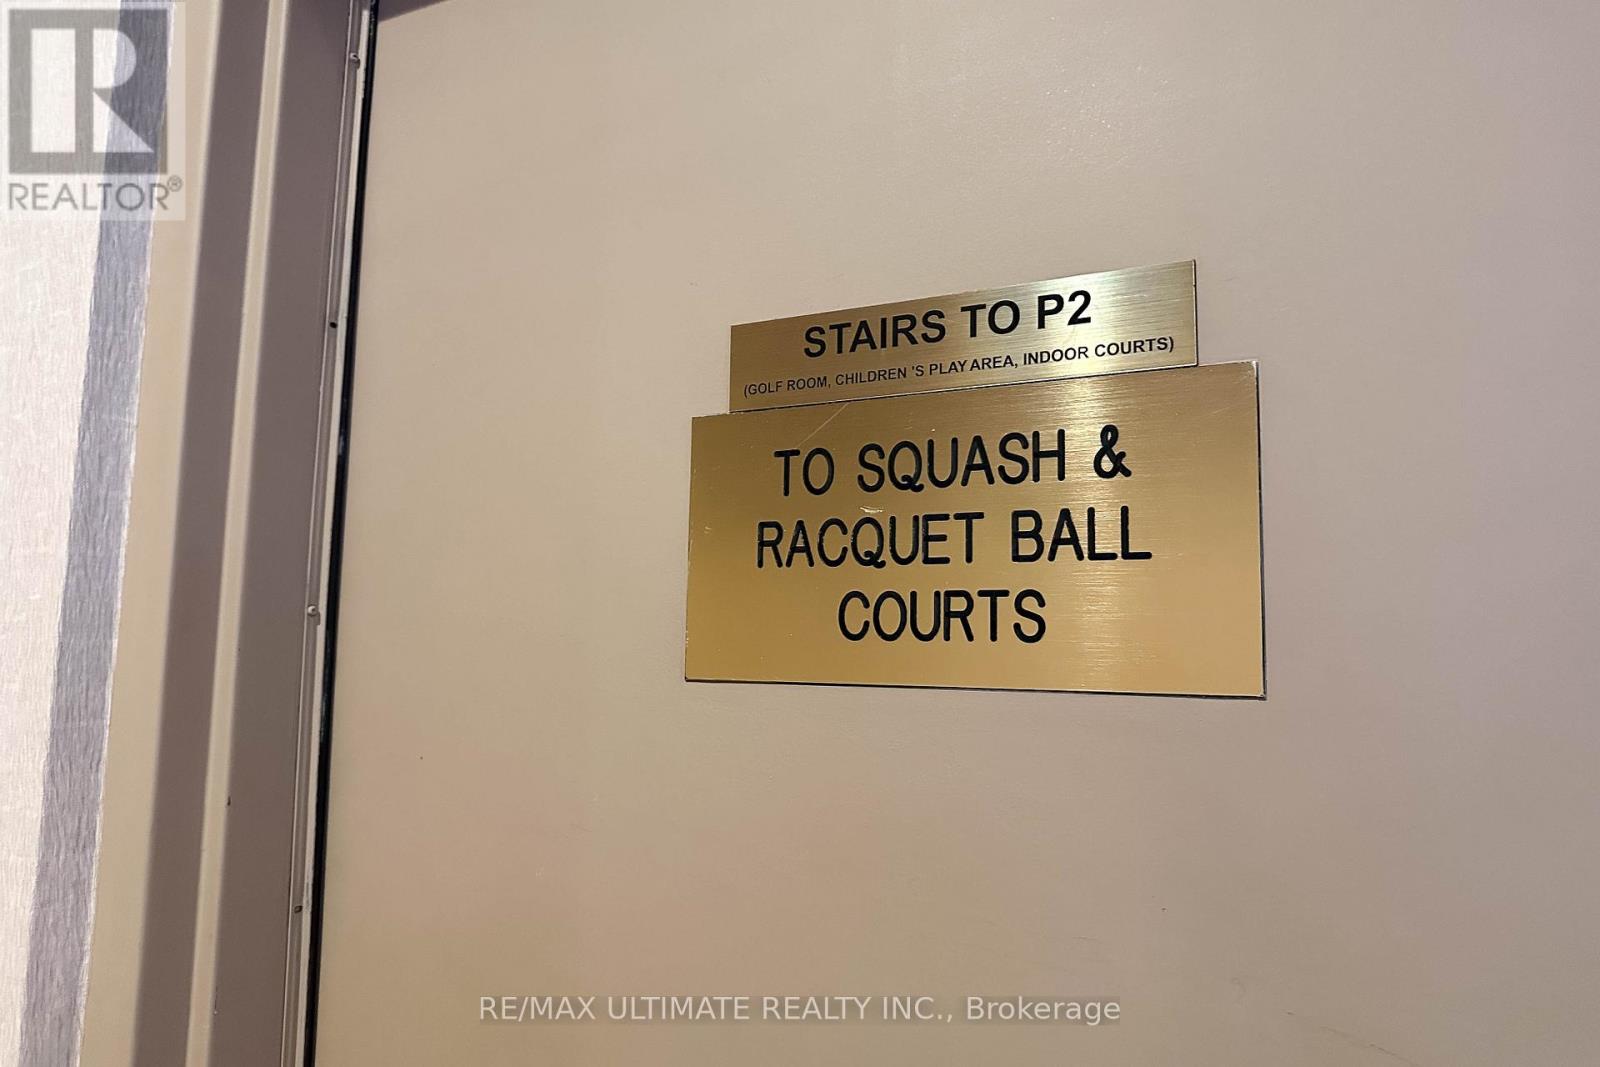 REALTOR®
STAIRS TO P2
(GOLF ROOM, CHILDREN 'S PLAY AREA, INDOOR COURTS)
TO SQUASH &
RACQUET BALL
COURTS
RE/MAX ULTIMATE REALTY INC., Brokerage